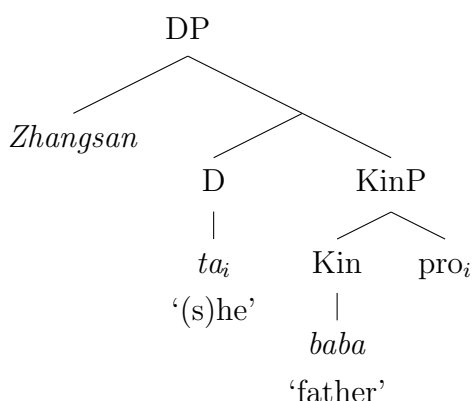 DP
Zhangsan
D KinP
ta_i Kin pro_i
‘(s)he’
baba
‘father’